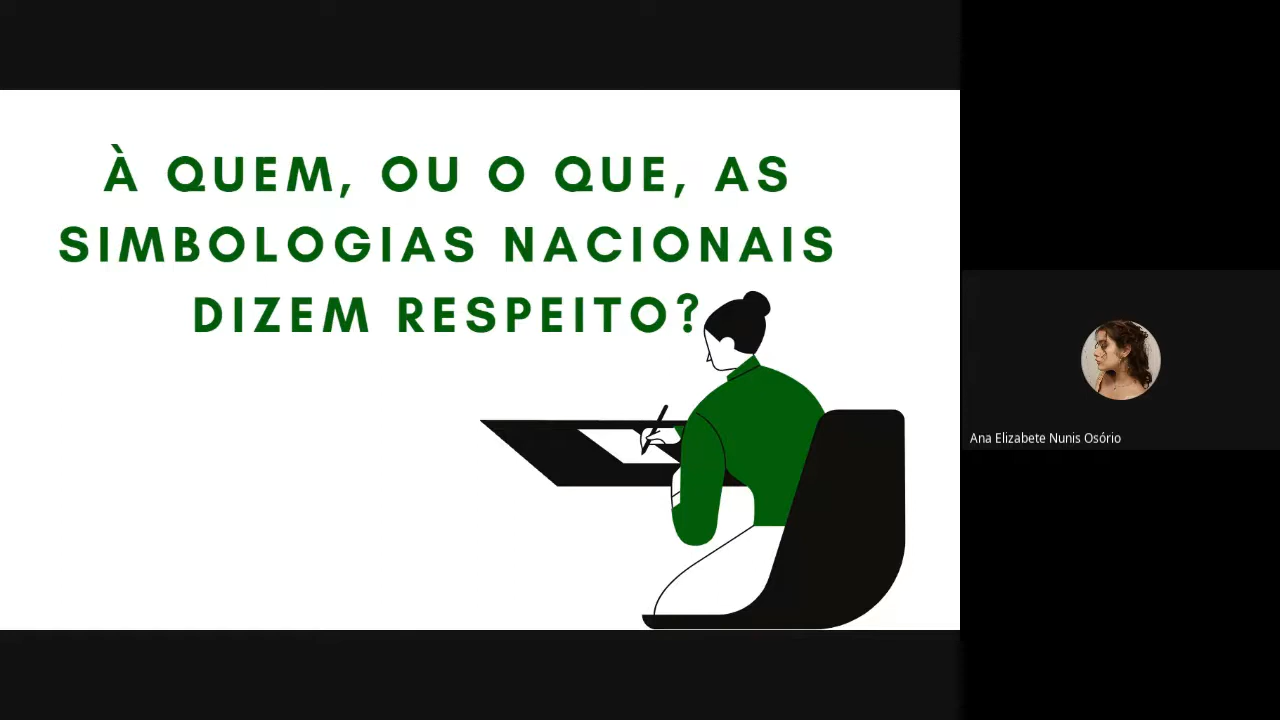 À QUEM, OU O QUE, AS
SIMBOLOGIAS NACIONAIS
DIZEM RESPEITO?
Ana Elizabete Nunis Osório